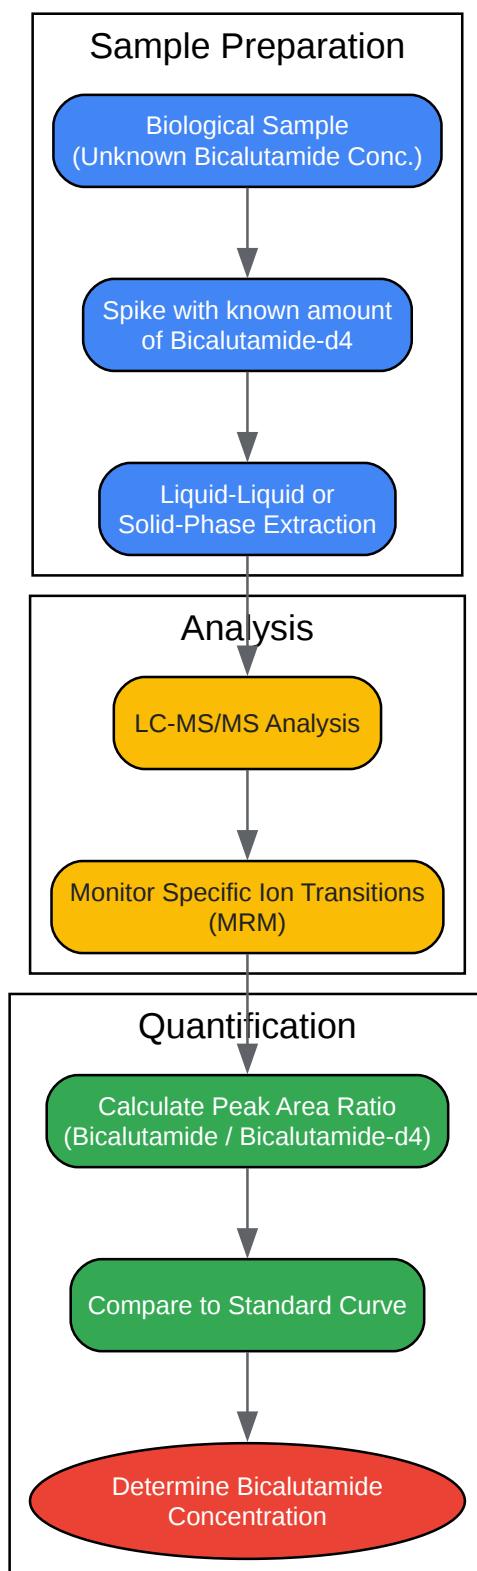 Sample Preparation
Biological Sample
(Unknown Bicalutamide Conc.)
Spike with known amount
of Bicalutamide-d4
Liquid-Liquid or
Solid-Phase Extraction
Analysis
LC-MS/MS Analysis
Monitor Specific Ion Transitions
(MRM)
Quantification
Calculate Peak Area Ratio
(Bicalutamide / Bicalutamide-d4)
Compare to Standard Curve
Determine Bicalutamide
Concentration